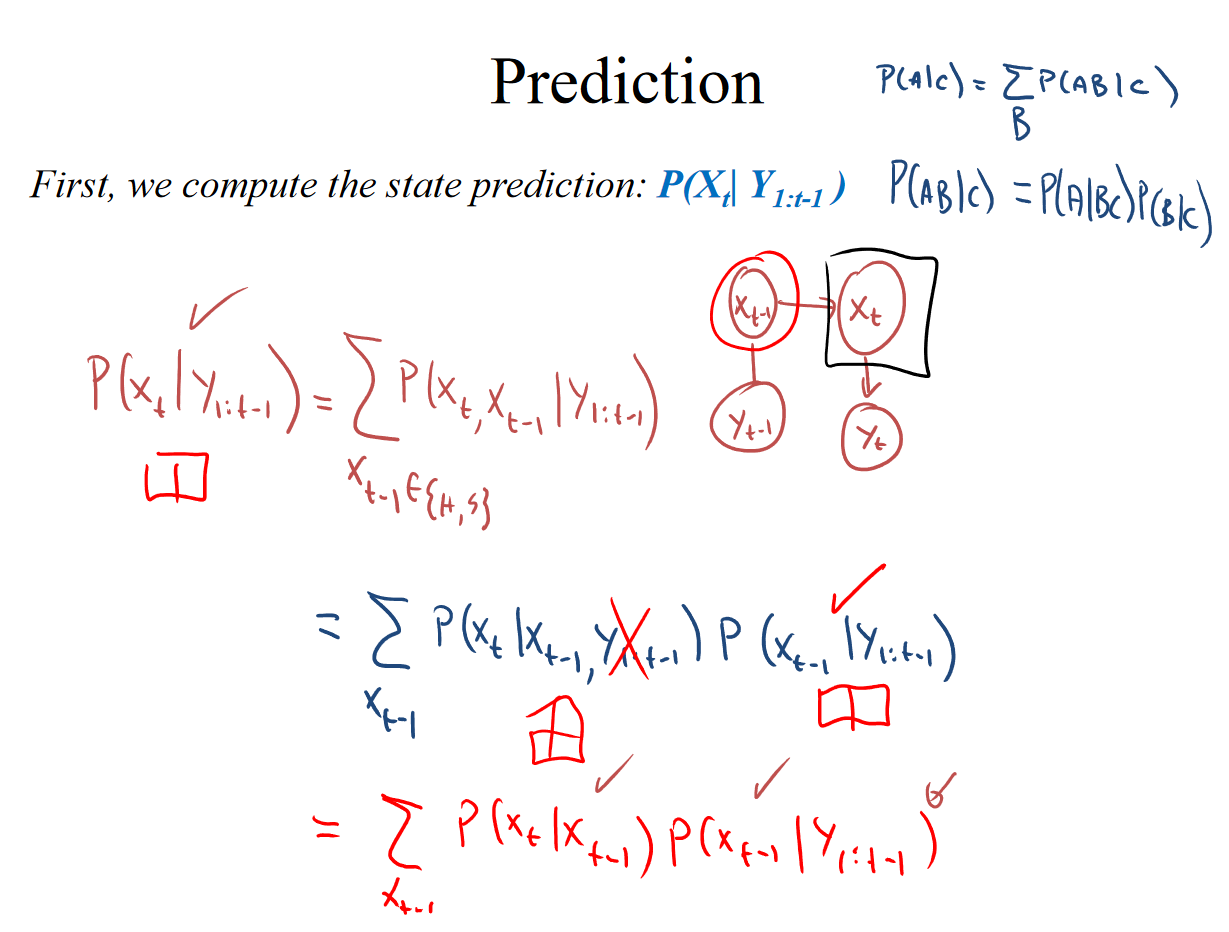 Prediction
P(A|C) = ∑ P(AB|C)
B
First, we compute the state prediction: P(Xt| Y1:t-1 )
P(AB|C) = P(A|BC)P(B|C)
Xt-1
Xt
P(Xt|Y1:t-1) = ∑ P(Xt, Xt-1|Y1:t-1)
Xt-1∈{H,S}
Yt-1
Yt
= ∑ P(Xt|Xt-1, Y1:t-1) P(Xt-1|Y1:t-1)
Xt-1
= ∑ P(Xt|Xt-1) P(Xt-1|Y1:t-1)
Xt-1